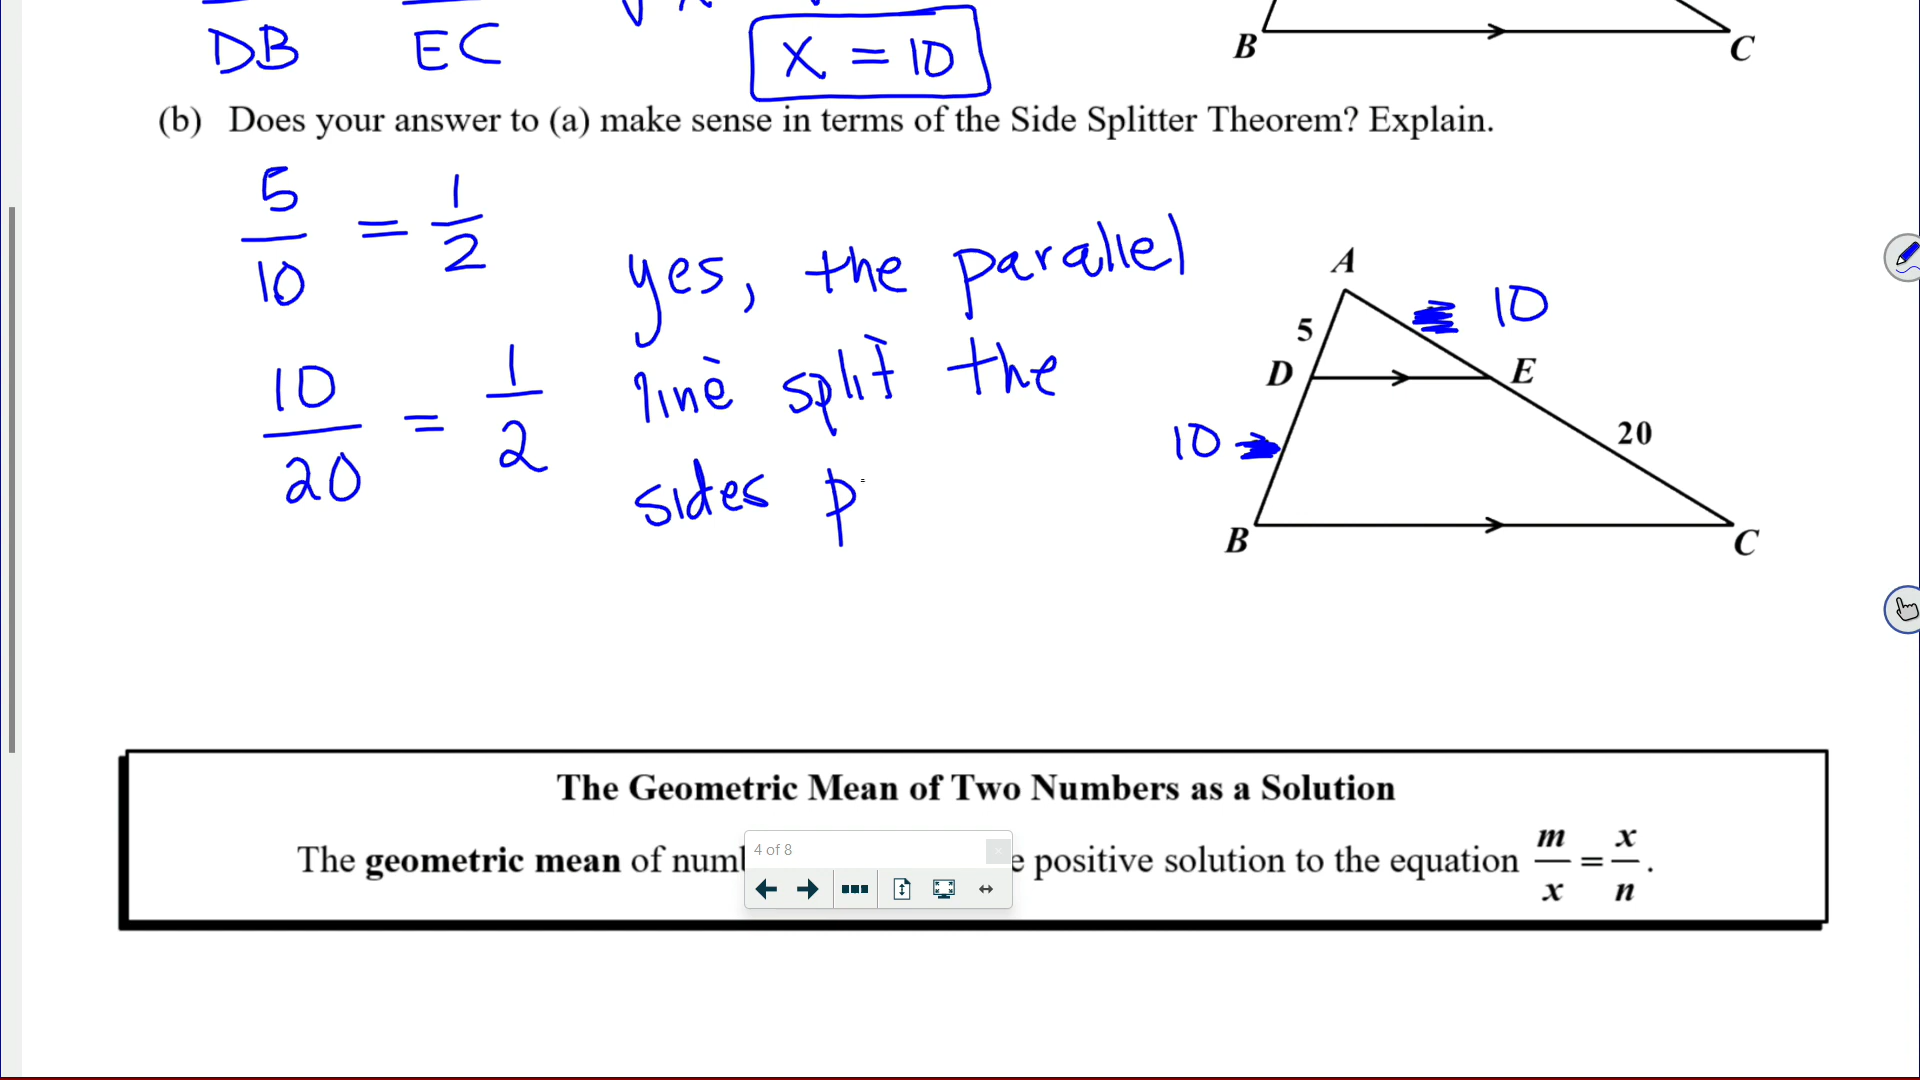 DB EC x = 10
B C
(b) Does your answer to (a) make sense in terms of the Side Splitter Theorem? Explain.
5/10 = 1/2
yes, the parallel
line split the
sides p
10/20 = 1/2
A
5 10
D E
10 20
B C
The Geometric Mean of Two Numbers as a Solution
The geometric mean of positive solution to the equation m/x = x/n.
4 of 8